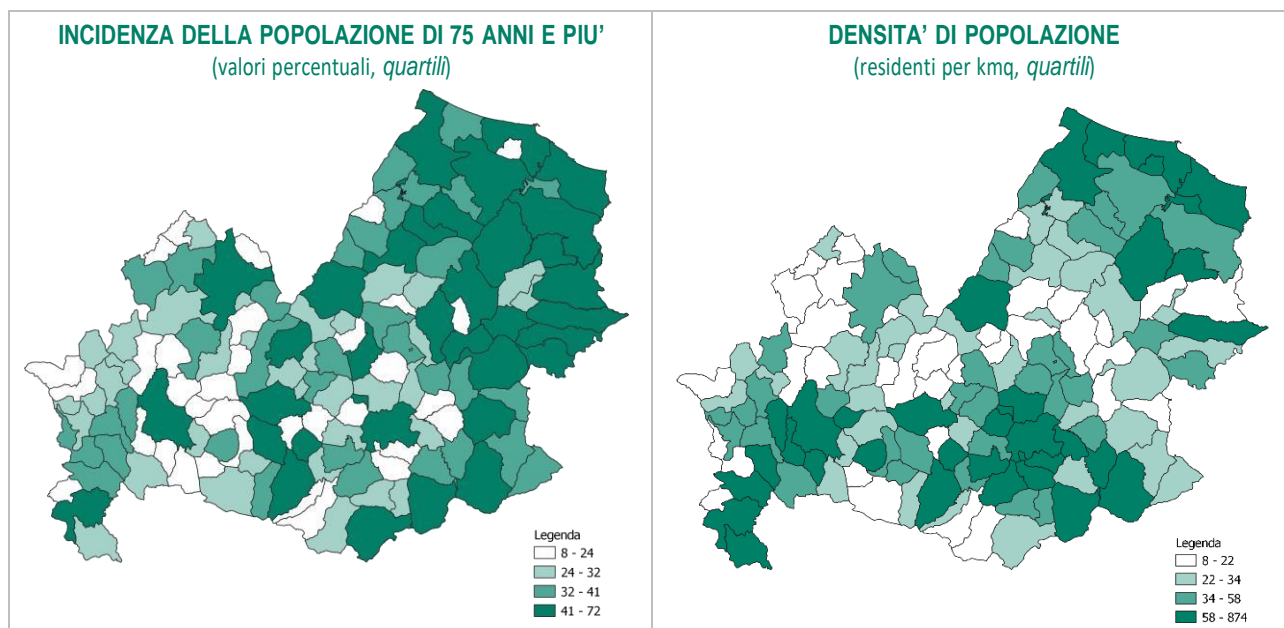 INCIDENZA DELLA POPOLAZIONE DI 75 ANNI E PIU'
(valori percentuali, quartili)
Legenda
8 - 24
24 - 32
32 - 41
41 - 72
DENSITA' DI POPOLAZIONE
(residenti per kmq, quartili)
Legenda
8 - 22
22 - 34
34 - 58
58 - 874